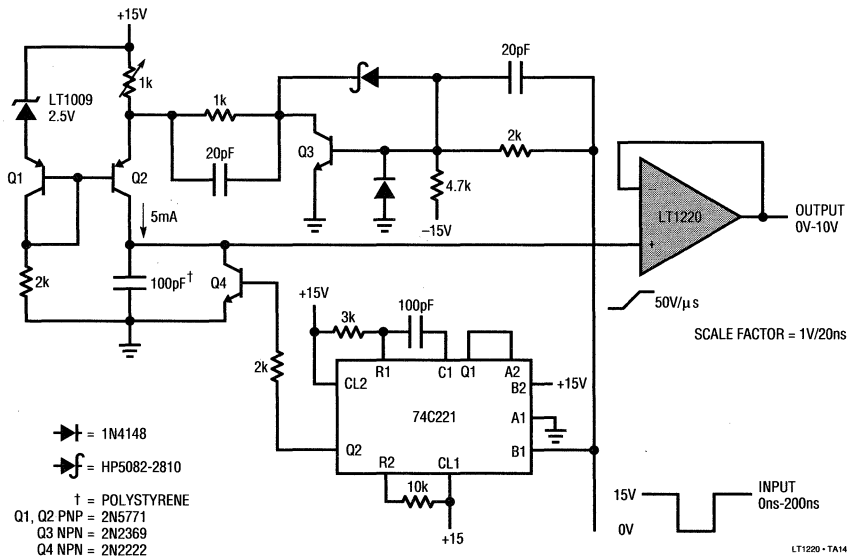 +15V
1k
LT1009
2.5V
1k
20pF
20pF
Q1
Q2
Q3
2k
4.7k
5mA
–15V
LT1220
–
+
OUTPUT
0V-10V
2k
100pF†
Q4
+15V
100pF
50V/µs
3k
SCALE FACTOR = 1V/20ns
2k
R1
C1
Q1
A2
CL2
B2
+15V
74C221
A1
Q2
B1
R2
CL1
10k
+15
= 1N4148
= HP5082-2810
† = POLYSTYRENE
Q1, Q2 PNP = 2N5771
Q3 NPN = 2N2369
Q4 NPN = 2N2222
15V
0V
INPUT
0ns-200ns
LT1220 • TA14